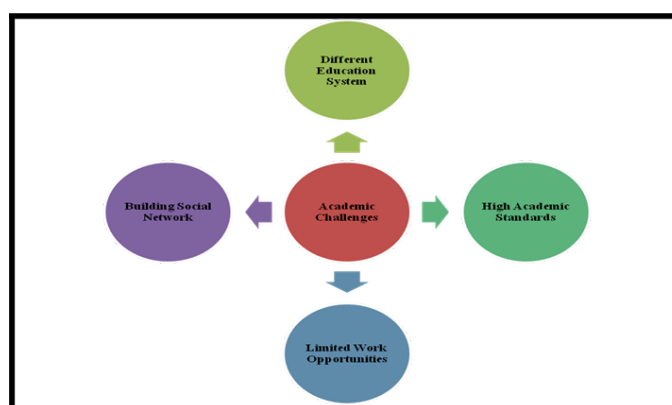 Different
Education
System
Building Social
Network
Academic
Challenges
High Academic
Standards
Limited Work
Opportunities